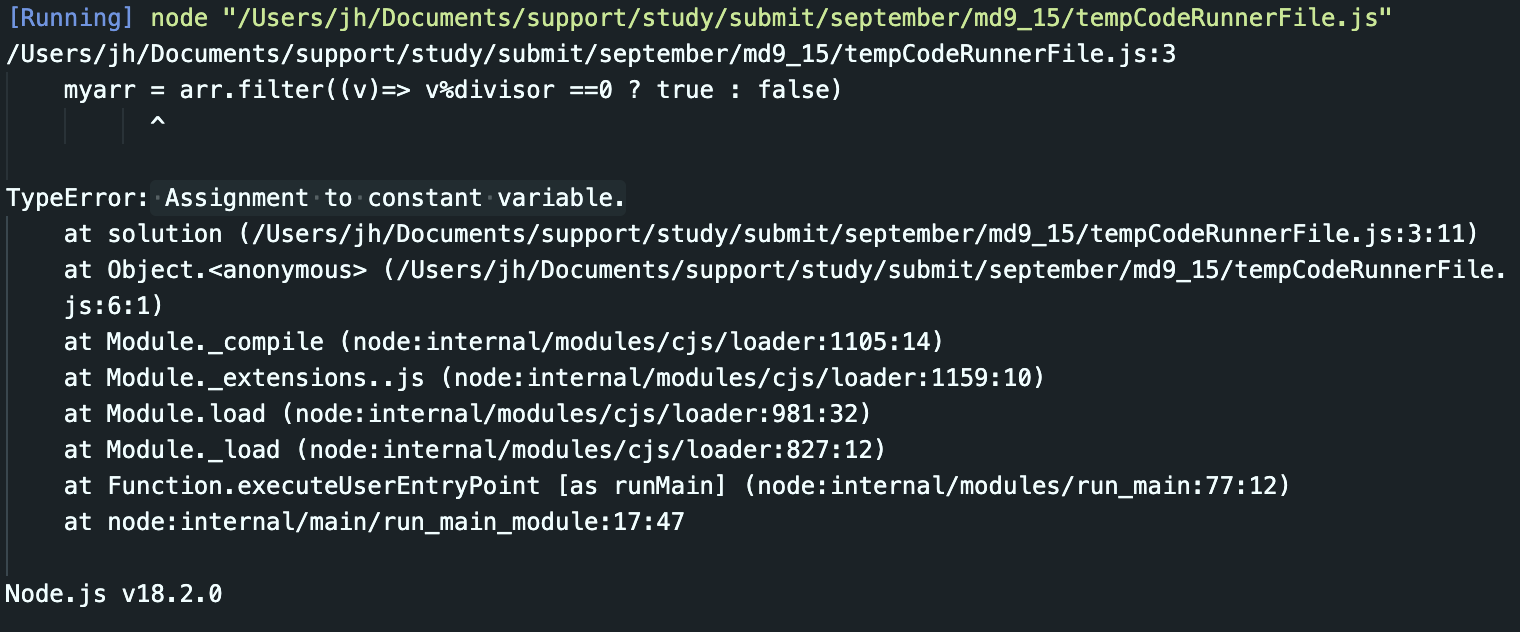 [Running] node "/Users/jh/Documents/support/study/submit/september/md9_15/tempCodeRunnerFile.js"
/Users/jh/Documents/support/study/submit/september/md9_15/tempCodeRunnerFile.js:3
    myarr = arr.filter((v)=> v%divisor ==0 ? true : false)
          ^
TypeError: Assignment to constant variable.
    at solution (/Users/jh/Documents/support/study/submit/september/md9_15/tempCodeRunnerFile.js:3:11)
    at Object.<anonymous> (/Users/jh/Documents/support/study/submit/september/md9_15/tempCodeRunnerFile.
    js:6:1)
    at Module._compile (node:internal/modules/cjs/loader:1105:14)
    at Module._extensions..js (node:internal/modules/cjs/loader:1159:10)
    at Module.load (node:internal/modules/cjs/loader:981:32)
    at Module._load (node:internal/modules/cjs/loader:827:12)
    at Function.executeUserEntryPoint [as runMain] (node:internal/modules/run_main:77:12)
    at node:internal/main/run_main_module:17:47
Node.js v18.2.0